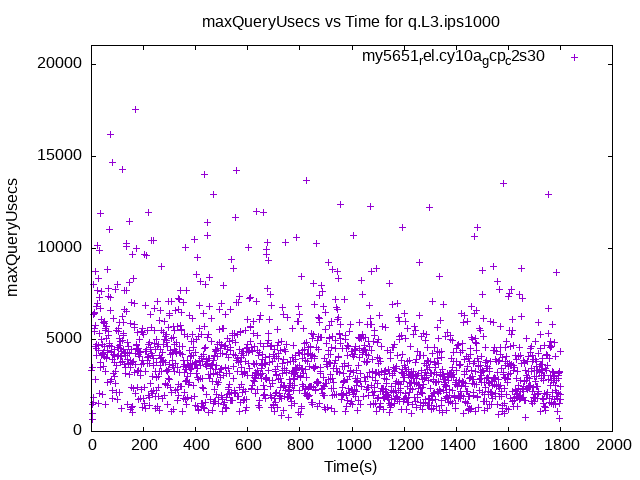 maxQueryUsecs vs Time for q.L3.ips1000
my5651rel.cy10agcpc2s30
20000
15000
10000
5000
0
maxQueryUsecs
0 200 400 600 800 1000 1200 1400 1600 1800 2000
Time(s)